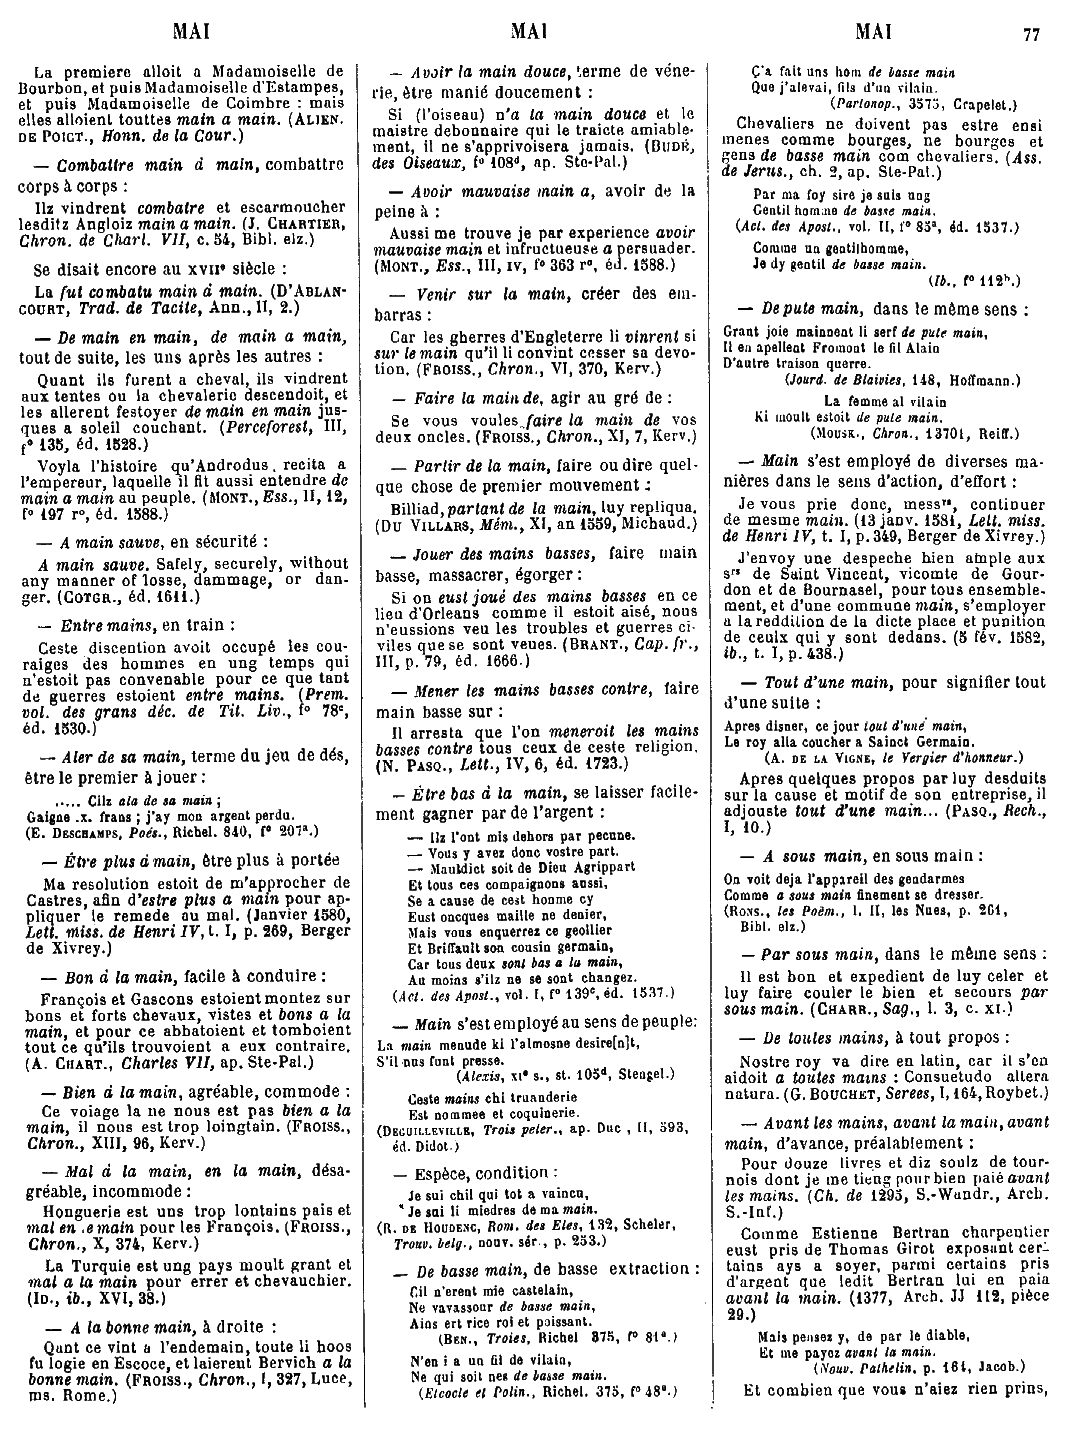 MAI
MAI
MAI
77
La premiere alloit a Madamoiselle de
Bourbon, et puis Madamoiselle d'Estampes,
et puis Madamoiselle de Coimbre : mais
elles alloient touttes main a main. (ALIEN.
DE POICT., Honn. de la Cour.)
— Combattre main à main, combattre
corps à corps :
Ilz vindrent combatre et escarmoucher
lesditz Angloiz main a main. (J. CHARTIER,
Chron. de Charl. VII, c. 54, Bibl. elz.)
Se disait encore au XVIIe siècle :
La fut combatu main à main. (D'ABLAN-
COURT, Trad. de Tacite, Ann., II, 2.)
— De main en main, de main a main,
tout de suite, les uns après les autres :
Quant ils furent a cheval, ils vindrent
aux tentes ou la chevalerie descendoit, et
les allerent festoyer de main en main jus-
ques a soleil couchant. (Perceforest, III,
f° 135, éd. 1528.)
Voyla l'histoire qu'Androdus recita a
l'empereur, laquelle il fit aussi entendre de
main a main au peuple. (MONT., Ess., II, 12,
f° 197 r°, éd. 1588.)
— A main sauve, en sécurité :
A main sauve. Safely, securely, without
any manner of losse, dammage, or dan-
ger. (COTGR., éd. 1611.)
— Entre mains, en train :
Ceste discention avoit occupé les cou-
raiges des hommes en ung temps qui
n'estoit pas convenable pour ce que tant
de guerres estoient entre mains. (Prem.
vol. des grans déc. de Tit. Liv., f° 78c,
éd. 1530.)
— Aler de sa main, terme du jeu de dés,
être le premier à jouer :
..... Cilz ala de sa main ;
Gaigne .x. frans ; j'ay mon argent perdu.
(E. DESCHAMPS, Poés., Richel. 840, f° 207a.)
— Être plus à main, être plus à portée
Ma resolution estoit de m'approcher de
Castres, afin d'estre plus a main pour ap-
pliquer le remede au mal. (Janvier 1580,
Lett. miss. de Henri IV, t. I, p. 269, Berger
de Xivrey.)
— Bon à la main, facile à conduire :
François et Gascons estoient montez sur
bons et forts chevaux, vistes et bons a la
main, et pour ce abbatoient et tomboient
tout ce qu'ils trouvoient a eux contraire.
(A. CHART., Charles VII, ap. Ste-Pal.)
— Bien à la main, agréable, commode :
Ce voiage la ne nous est pas bien a la
main, il nous est trop loingtain. (FROISS.,
Chron., XIII, 96, Kerv.)
— Mal à la main, en la main, désa-
gréable, incommode :
Honguerie est uns trop lontains pais et
mal en le main pour les François. (FROISS.,
Chron., X, 374, Kerv.)
La Turquie est ung pays moult grant et
mal a la main pour errer et chevauchier.
(ID., ib., XVI, 38.)
— A la bonne main, à droite :
Quant ce vint a l'endemain, toute li hoos
fu logie en Escoce, et laierent Bervich a la
bonne main. (FROISS., Chron., I, 327, Luce,
ms. Rome.)
— Avoir la main douce, terme de véne-
rie, être manié doucement :
Si (l'oiseau) n'a la main douce et le
maistre debonnaire qui le traicte amiable-
ment, il ne s'apprivoisera jamais. (BUDÉ,
des Oiseaux, f° 108d, ap. Ste-Pal.)
— Avoir mauvaise main a, avoir de la
peine à :
Aussi me trouve je par experience avoir
mauvaise main et infructueuse a persuader.
(MONT., Ess., III, IV, f° 363 r°, éd. 1588.)
— Venir sur la main, créer des em-
barras :
Car les gherres d'Engleterre li vinrent si
sur le main qu'il li convint cesser sa devo-
tion. (FROISS., Chron., VI, 370, Kerv.)
— Faire la main de, agir au gré de :
Se vous voules faire la main de vos
deux oncles. (FROISS., Chron., XI, 7, Kerv.)
— Partir de la main, faire ou dire quel-
que chose de premier mouvement :
Billiad, partant de la main, luy repliqua.
(DU VILLARS, Mém., XI, an 1559, Michaud.)
— Jouer des mains basses, faire main
basse, massacrer, égorger :
Si on eust joué des mains basses en ce
lieu d'Orleans comme il estoit aisé, nous
n'eussions veu les troubles et guerres ci-
viles que se sont veues. (BRANT., Cap. fr.,
III, p. 79, éd. 1666.)
— Mener les mains basses contre, faire
main basse sur :
Il arresta que l'on meneroit les mains
basses contre tous ceux de ceste religion.
(N. PASQ., Lett., IV, 6, éd. 1723.)
— Être bas à la main, se laisser facile-
ment gagner par de l'argent :
— Ilz l'ont mis dehors par pecune.
— Vous y avez donc vostre part.
— Mauldict soit de Dieu Agrippart
Et tous ces compaignons aussi,
Se a cause de cest homme cy
Eust oncques maille ne denier,
Mais vous enquerrez ce geollier
Et Briffault son cousin germain,
Car tous deux sont bas a la main,
Au moins s'ilz ne se sont changez.
(Act. des Apost., vol. I, f° 139c, éd. 1537.)
— Main s'est employé au sens de peuple:
La main menude ki l'almosne desire[n]t,
S'il nus funt presse.
(Alexis, XIe s., st. 105d, Stengel.)
Ceste mains chi truanderie
Est nommee et coquinerie.
(DEGUILLEVILLE, Trois peler., ap. Duc , II, 593,
éd. Didot.)
— Espèce, condition :
Je sui chil qui tot a vaincu,
Je sui li miedres de ma main.
(R. DE HOUDENC, Rom. des Eles, 132, Scheler,
Trouv. belg., nouv. sér., p. 253.)
— De basse main, de basse extraction :
Cil n'erent mie castelain,
Ne vavassour de basse main,
Ains ert rice roi et poissant.
(BEN., Troies, Richel 375, f° 81a.)
N'en i a un fil de vilain,
Ne qui soit nes de basse main.
(Eteocle et Polin., Richel. 375, f° 48a.)
Ç'a fait uns hom de basse main
Que j'alevai, fils d'un vilain.
(Partonop., 3573, Crapelet.)
Chevaliers ne doivent pas estre ensi
menes comme bourges, ne bourges et
gens de basse main com chevaliers. (Ass.
de Jerus., ch. 2, ap. Ste-Pal.)
Par ma foy sire je suis ung
Gentil homme de basse main.
(Act. des Apost., vol. II, f° 85a, éd. 1537.)
Comme un gentilhomme,
Je dy gentil de basse main.
(Ib., f° 112b.)
— De pute main, dans le même sens :
Grant joie mainnent li serf de pute main,
Il en apellent Fromont le fil Alain
D'autre traison querre.
(Jourd. de Blaivies, 148, Hoffmann.)
La femme al vilain
Ki moult estoit de pute main.
(MOUSK., Chron., 13701, Reiff.)
— Main s'est employé de diverses ma-
nières dans le sens d'action, d'effort :
Je vous prie donc, messrs, continuer
de mesme main. (13 janv. 1581, Lett. miss.
de Henri IV, t. I, p. 349, Berger de Xivrey.)
J'envoy une despeche bien ample aux
srs de Saint Vincent, vicomte de Gour-
don et de Bournasel, pour tous ensemble-
ment, et d'une commune main, s'employer
a la reddition de la dicte place et punition
de ceulx qui y sont dedans. (5 fév. 1582,
ib., t. I, p. 438.)
— Tout d'une main, pour signifier tout
d'une suite :
Apres disner, ce jour tout d'une main,
Le roy alla coucher a Sainct Germain.
(A. DE LA VIGNE, le Vergier d'honneur.)
Apres quelques propos par luy desduits
sur la cause et motif de son entreprise, il
adjouste tout d'une main... (PASQ., Rech.,
I, 10.)
— A sous main, en sous main :
On voit deja l'appareil des gendarmes
Comme a sous main finement se dresser.
(RONS., les Poëm., l. II, les Nues, p. 261,
Bibl. elz.)
— Par sous main, dans le même sens :
Il est bon et expedient de luy celer et
luy faire couler le bien et secours par
sous main. (CHARR., Sag., l. 3, c. XI.)
— De toutes mains, à tout propos :
Nostre roy va dire en latin, car il s'en
aidoit a toutes mains : Consuetudo altera
natura. (G. BOUCHET, Serees, I, 164, Roybet.)
— Avant les mains, avant la main, avant
main, d'avance, préalablement :
Pour douze livres et diz soulz de tour-
nois dont je me tieng pour bien paié avant
les mains. (Ch. de 1295, S.-Wandr., Arch.
S.-Inf.)
Comme Estienne Bertran charpentier
eust pris de Thomas Girot exposant cer-
tains ays a soyer, parmi certains pris
d'argent que ledit Bertran lui en paia
avant la main. (1377, Arch. JJ 112, pièce
29.)
Mais pensez y, de par le diable,
Et me payez avant la main.
(Nouv. Pathelin, p. 161, Jacob.)
Et combien que vous n'aiez rien prins,